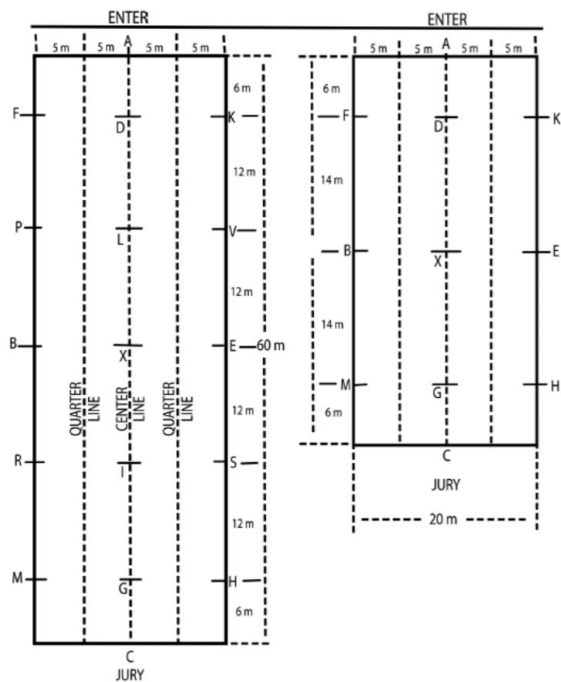 ENTER
5 m 5 m A 5 m 5 m
6 m
F D K
12 m
P L V
12 m
B X E 60 m
QUARTER LINE CENTER LINE QUARTER LINE
12 m
R I S
12 m
M G H
6 m
C
JURY
ENTER
5 m 5 m A 5 m 5 m
6 m
F D K
14 m
B X E
14 m
M G H
6 m
C
JURY
20 m